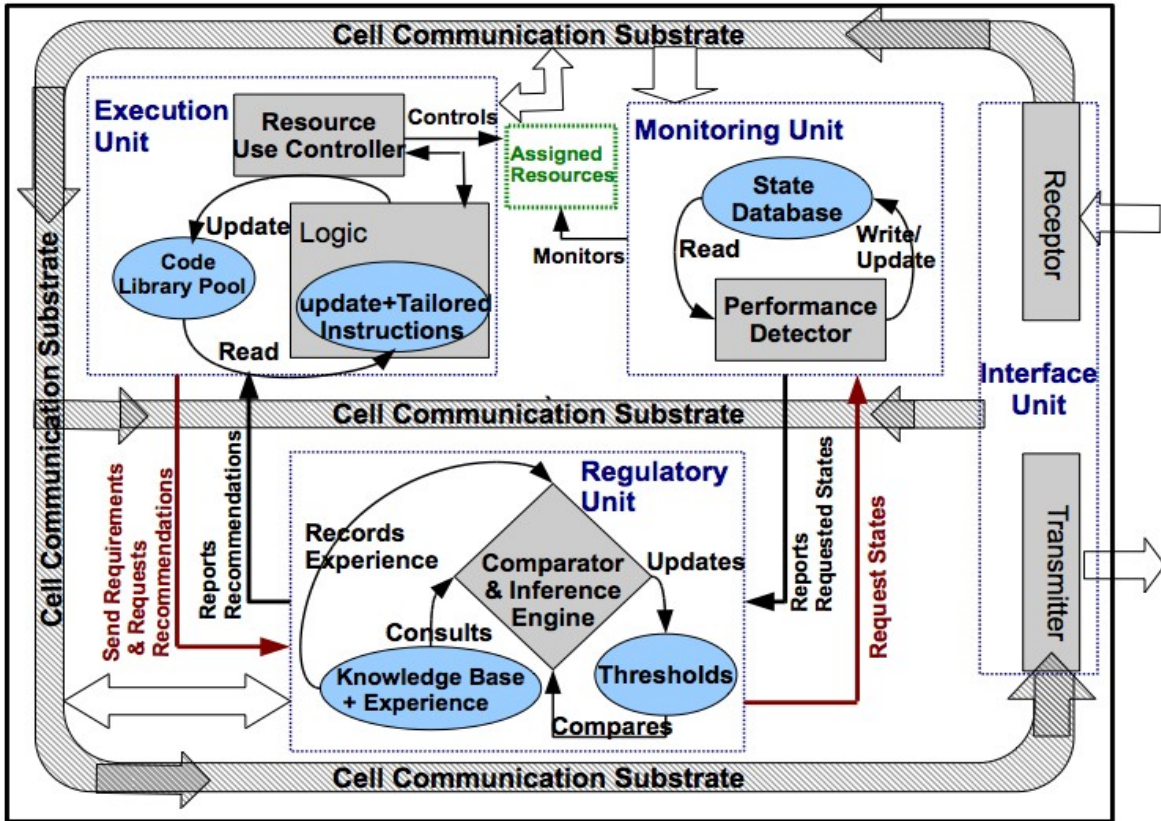 Cell Communication Substrate
Execution
Unit
Resource
Use Controller
Controls
Assigned
Resources
Update
Logic
Code
Library Pool
update+Tailored
Instructions
Read
Monitoring Unit
State
Database
Read
Write/
Update
Monitors
Performance
Detector
Receptor
Interface
Unit
Transmitter
Cell Communication Substrate
Cell Communication Substrate
Send Requirements
& Requests
Recommendations
Reports
Recommendations
Regulatory
Unit
Records
Experience
Comparator
& Inference
Engine
Updates
Consults
Knowledge Base
+ Experience
Thresholds
Compares
Reports
Requested States
Request States
Cell Communication Substrate